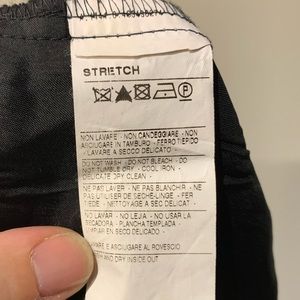 STRETCH
P
NON LAVARE - NON CANDEGGIARE - NON
ASCIUGARE IN TAMBURO - FERRO TIEPIDO
LAVARE A SECCO DELICATO -
DO NOT WASH - DO NOT BLEACH - DO
NOT TUMBLE DRY - COOL IRON -
DELICATE DRY CLEAN
NE PAS LAVER - NE PAS BLANCHIR - NE
PAS UTILISER DE SECHE-LINGE - FER
TIEDE - NETTOYAGE A SEC DELICAT -
NO LAVAR - NO LEJIA - NO USAR LA
SECADORA - PLANCHA TEMPLADA -
LIMPIAR EN SECO DELICADO -
LAVARE E ASCIUGARE AL ROVESCIO
WASH AND DRY INSIDE OUT